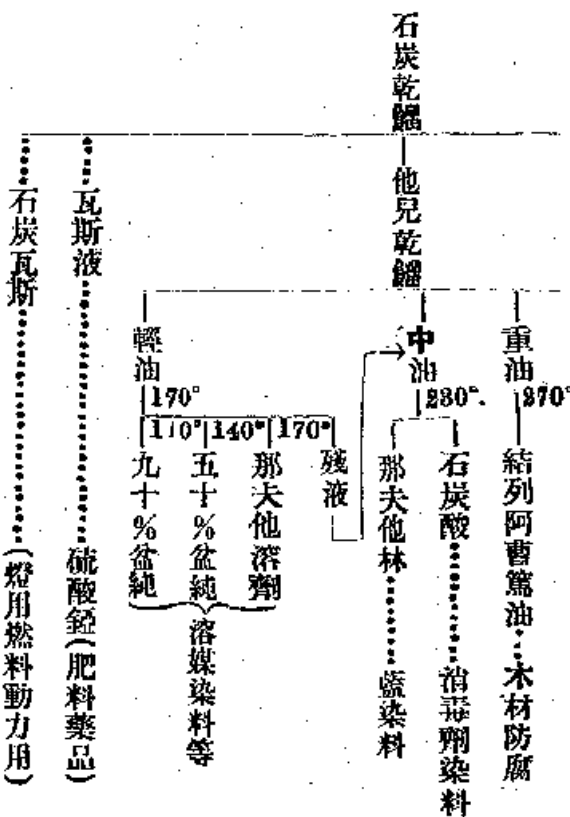 石炭乾餾
他兒乾餾
重油
270°
結列阿曹篤油
木材防腐
中油
230°
石炭酸
消毒劑染料
那夫他林
藍染料
輕油
170°
110°
140°
170°
残液
那夫他溶劑
五十%盆純
九十%盆純
溶媒染料等
瓦斯液
硫酸錏(肥料藥品)
石炭瓦斯
(燈用燃料動力用)